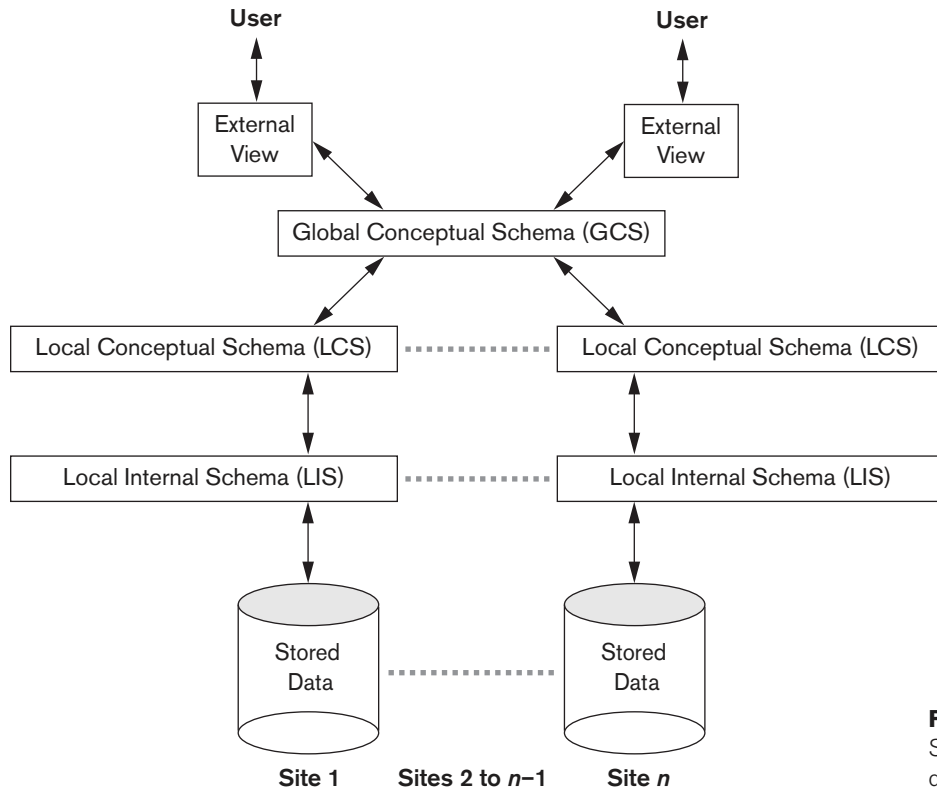 User
User
External
View
External
View
Global Conceptual Schema (GCS)
Local Conceptual Schema (LCS)
Local Conceptual Schema (LCS)
Local Internal Schema (LIS)
Local Internal Schema (LIS)
Stored
Data
Stored
Data
Site 1
Sites 2 to n–1
Site n